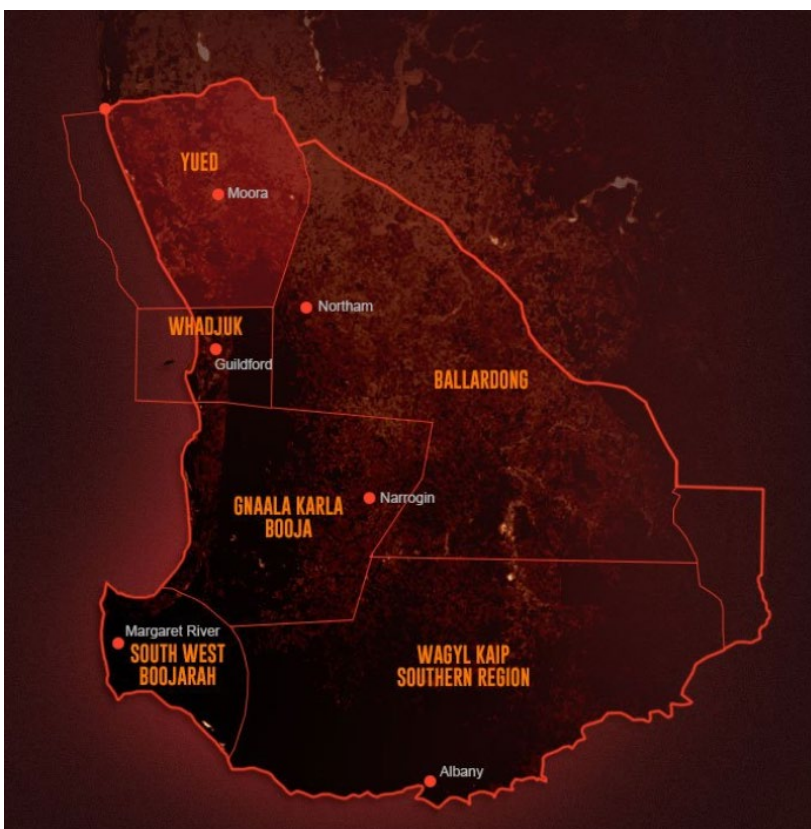 YUED
Moora
Northam
WHADJUK
Guildford
BALLARDONG
GNAALA KARLA
BOOJA
Narrogin
Margaret River
SOUTH WEST
BOOJARAH
WAGYL KAIP
SOUTHERN REGION
Albany